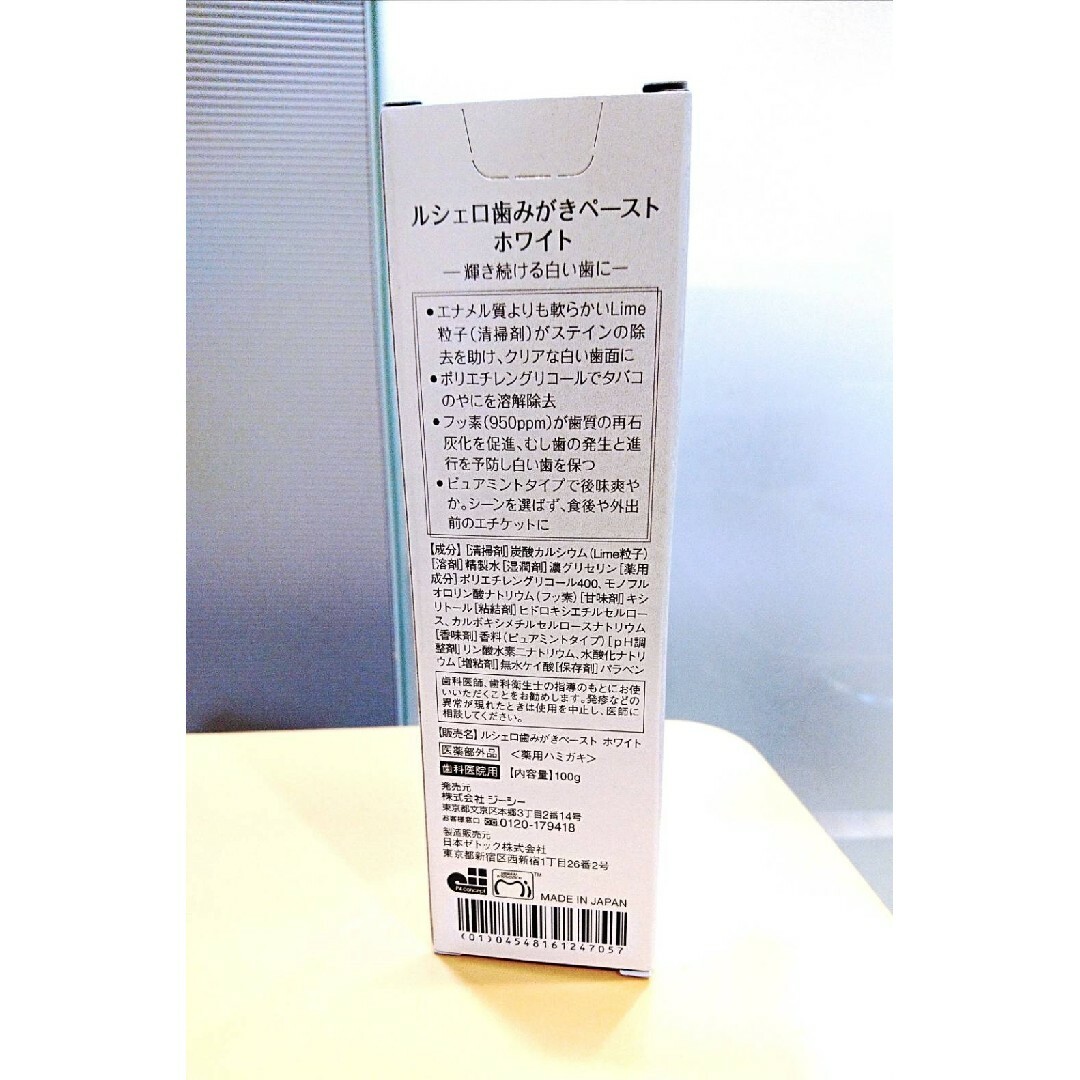 ルシェロ歯みがきペースト
ホワイト
―輝き続ける白い歯に―
●エナメル質よりも軟らかいLime
粒子(清掃剤)がステインの除
去を助け、クリアな白い歯面に
●ポリエチレングリコールでタバコ
のやにを溶解除去
●フッ素(950ppm)が歯質の再石
灰化を促進、むし歯の発生と進
行を予防し白い歯を保つ
●ピュアミントタイプで後味爽や
か。シーンを選ばず、食後や外出
前のエチケットに
【成分】[清掃剤]炭酸カルシウム(Lime粒子)
[溶剤]精製水[湿潤剤]濃グリセリン[薬用
成分]ポリエチレングリコール400、モノフル
オロリン酸ナトリウム(フッ素)[甘味剤]キシ
リトール[粘結剤]ヒドロキシエチルセルロー
ス、カルボキシメチルセルロースナトリウム
[香味剤]香料(ピュアミントタイプ)[pH調
整剤]リン酸水素二ナトリウム、水酸化ナトリ
ウム[増粘剤]無水ケイ酸[保存剤]パラベン
歯科医師、歯科衛生士の指導のもとにお使
いいただくことをお勧めします。発疹などの
異常が現れたときは使用を中止し、医師に
相談してください。
【販売名】ルシェロ歯みがきペースト ホワイト
医薬部外品 <薬用ハミガキ>
歯科医院用 【内容量】100g
発売元
株式会社 ジーシー
東京都文京区本郷3丁目2番14号
お客様窓口 0120-179418
製造販売元
日本ゼトック株式会社
東京都新宿区西新宿1丁目26番2号
MADE IN JAPAN
(01)04548161247057